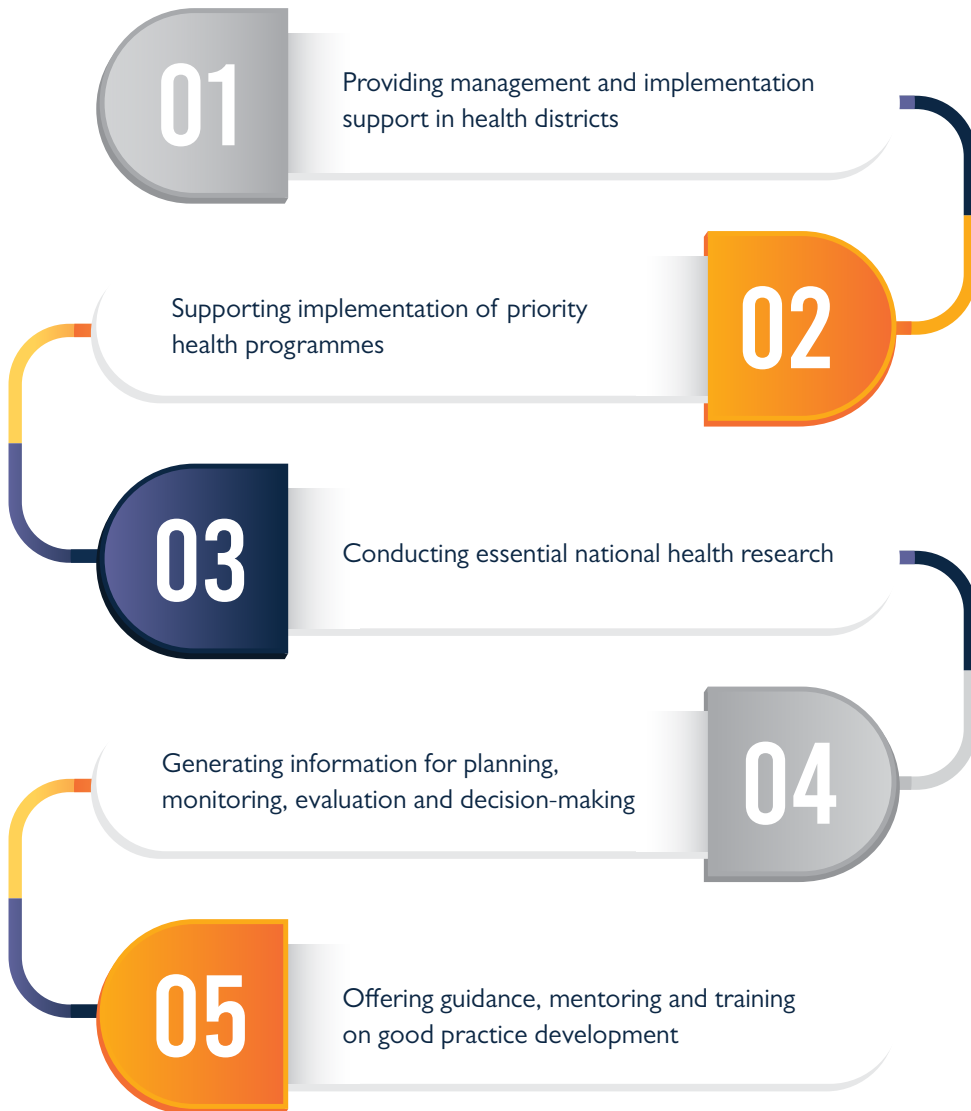 01
Providing management and implementation
support in health districts
02
Supporting implementation of priority
health programmes
03
Conducting essential national health research
04
Generating information for planning,
monitoring, evaluation and decision-making
05
Offering guidance, mentoring and training
on good practice development